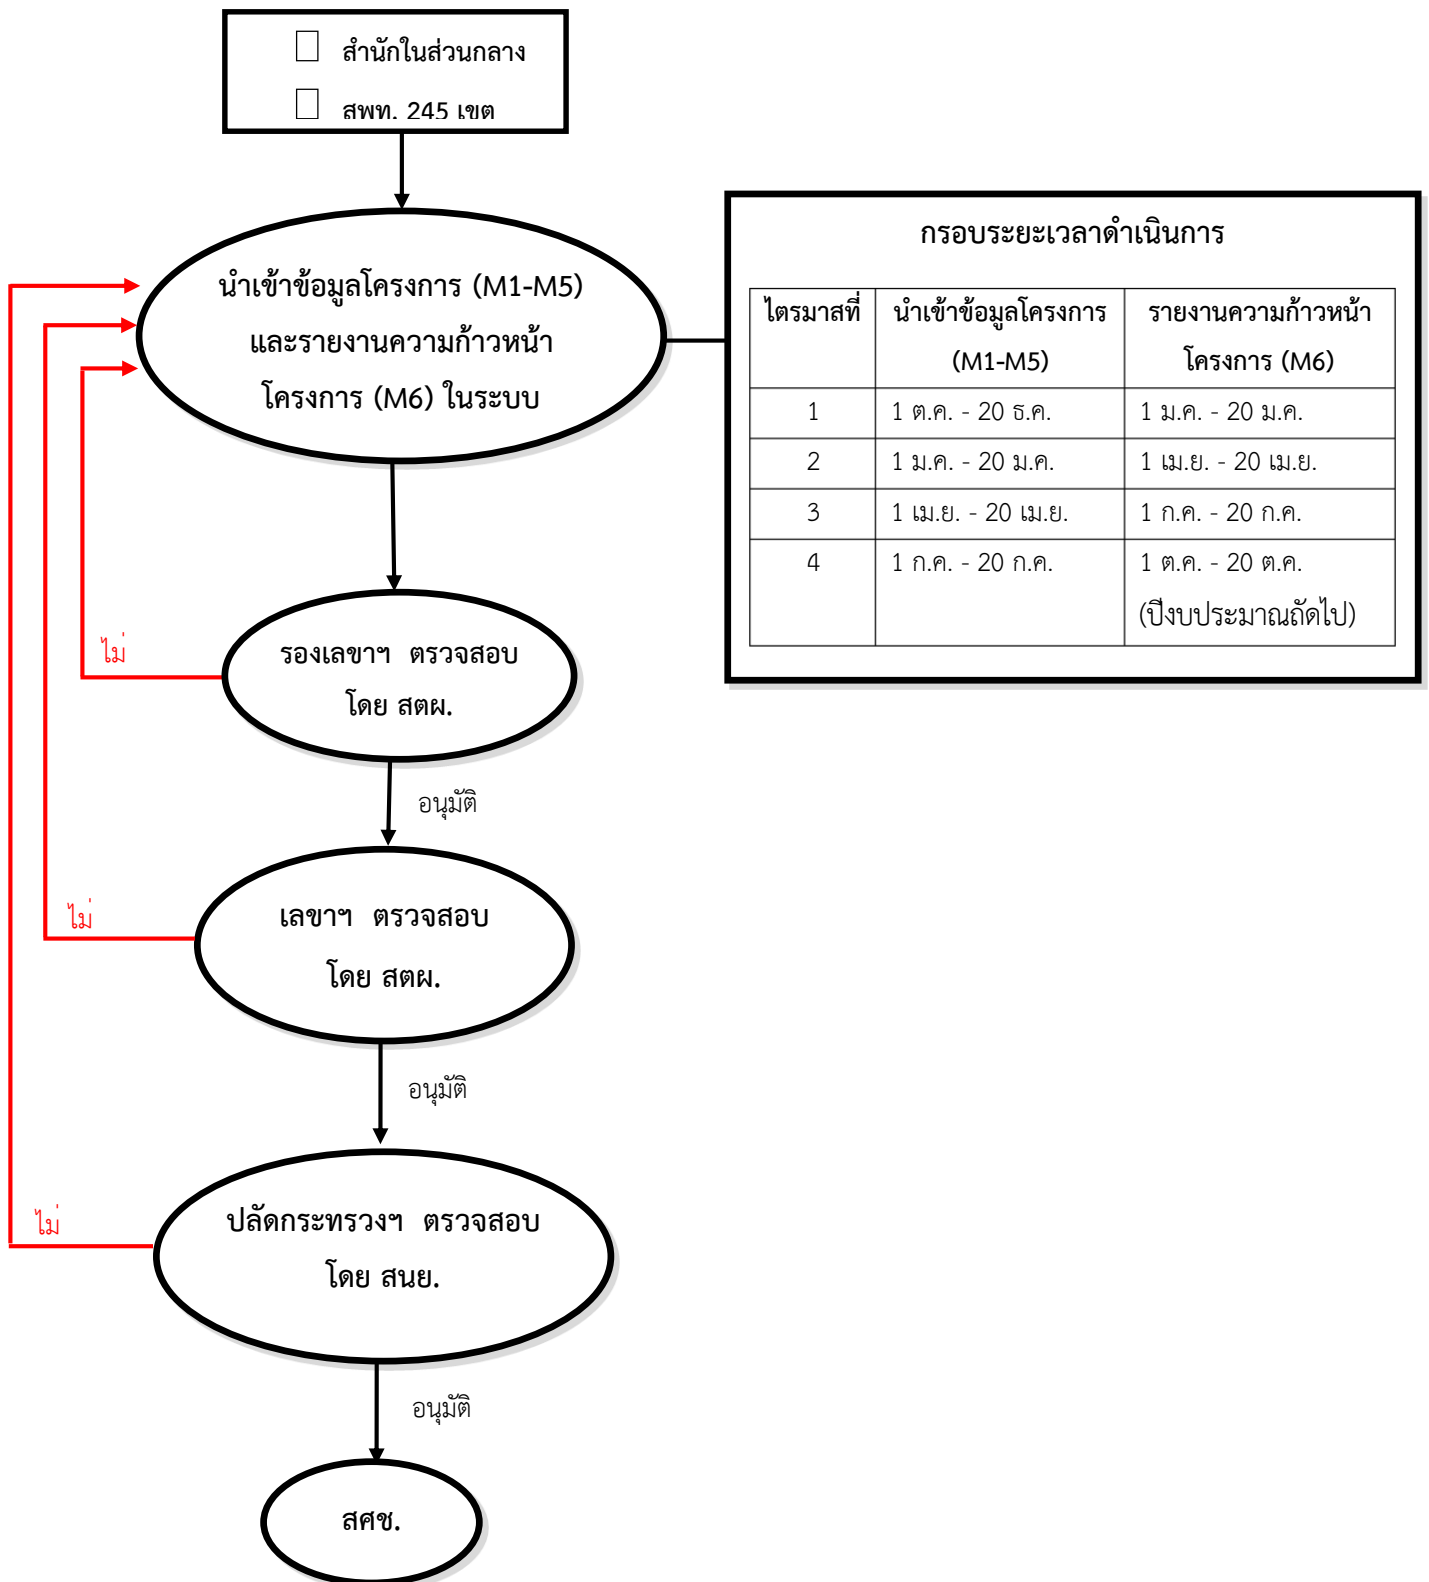 สำนักในส่วนกลาง
สพท. 245 เขต
นำเข้าข้อมูลโครงการ (M1-M5)
และรายงานความก้าวหน้า
โครงการ (M6) ในระบบ
กรอบระยะเวลาดำเนินการ
ไตรมาสที่ นำเข้าข้อมูลโครงการ รายงานความก้าวหน้า
(M1-M5) โครงการ (M6)
1 1 ต.ค. - 20 ธ.ค. 1 ม.ค. - 20 ม.ค.
2 1 ม.ค. - 20 ม.ค. 1 เม.ย. - 20 เม.ย.
3 1 เม.ย. - 20 เม.ย. 1 ก.ค. - 20 ก.ค.
4 1 ก.ค. - 20 ก.ค. 1 ต.ค. - 20 ต.ค.
(ปีงบประมาณถัดไป)
ไม่
รองเลขาฯ ตรวจสอบ
โดย สตผ.
อนุมัติ
ไม่
เลขาฯ ตรวจสอบ
โดย สตผ.
อนุมัติ
ไม่
ปลัดกระทรวงฯ ตรวจสอบ
โดย สนย.
อนุมัติ
สศช.